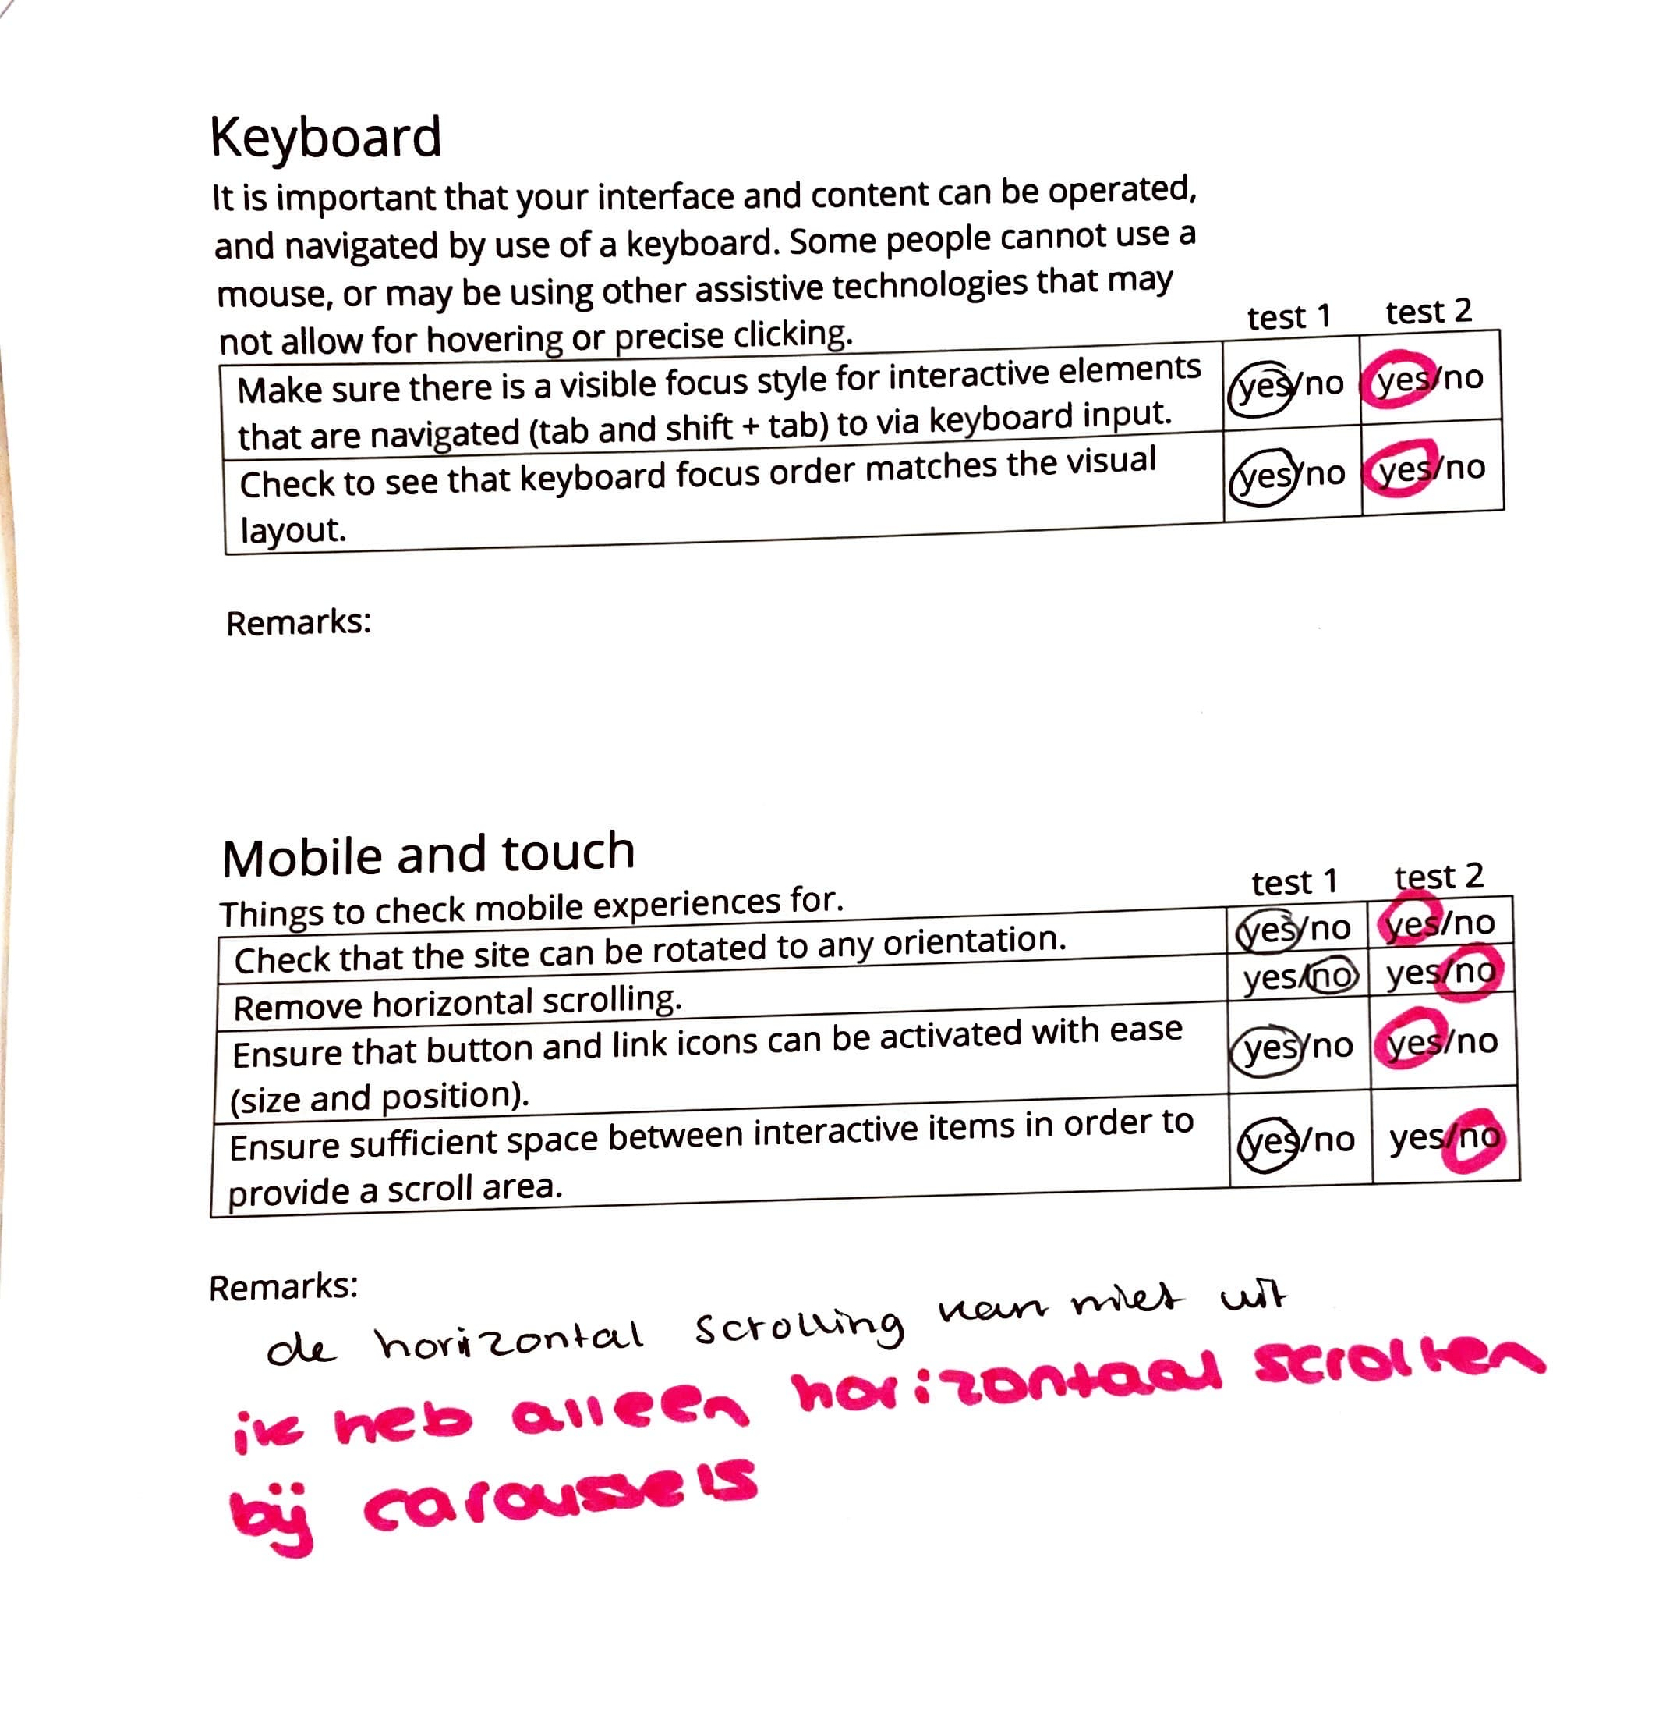 Keyboard
It is important that your interface and content can be operated,
and navigated by use of a keyboard. Some people cannot use a
mouse, or may be using other assistive technologies that may
not allow for hovering or precise clicking.
test 1 test 2
Make sure there is a visible focus style for interactive elements
that are navigated (tab and shift + tab) to via keyboard input.
yes/no yes/no
Check to see that keyboard focus order matches the visual
layout.
yes/no yes/no
Remarks:
Mobile and touch
Things to check mobile experiences for.
test 1 test 2
Check that the site can be rotated to any orientation. yes/no yes/no
Remove horizontal scrolling. yes/no yes/no
Ensure that button and link icons can be activated with ease
(size and position).
yes/no yes/no
Ensure sufficient space between interactive items in order to
provide a scroll area.
yes/no yes/no
Remarks:
de horizontal scrolling kan niet uit
ik heb alleen horizontaal scrollen
bij caroussels